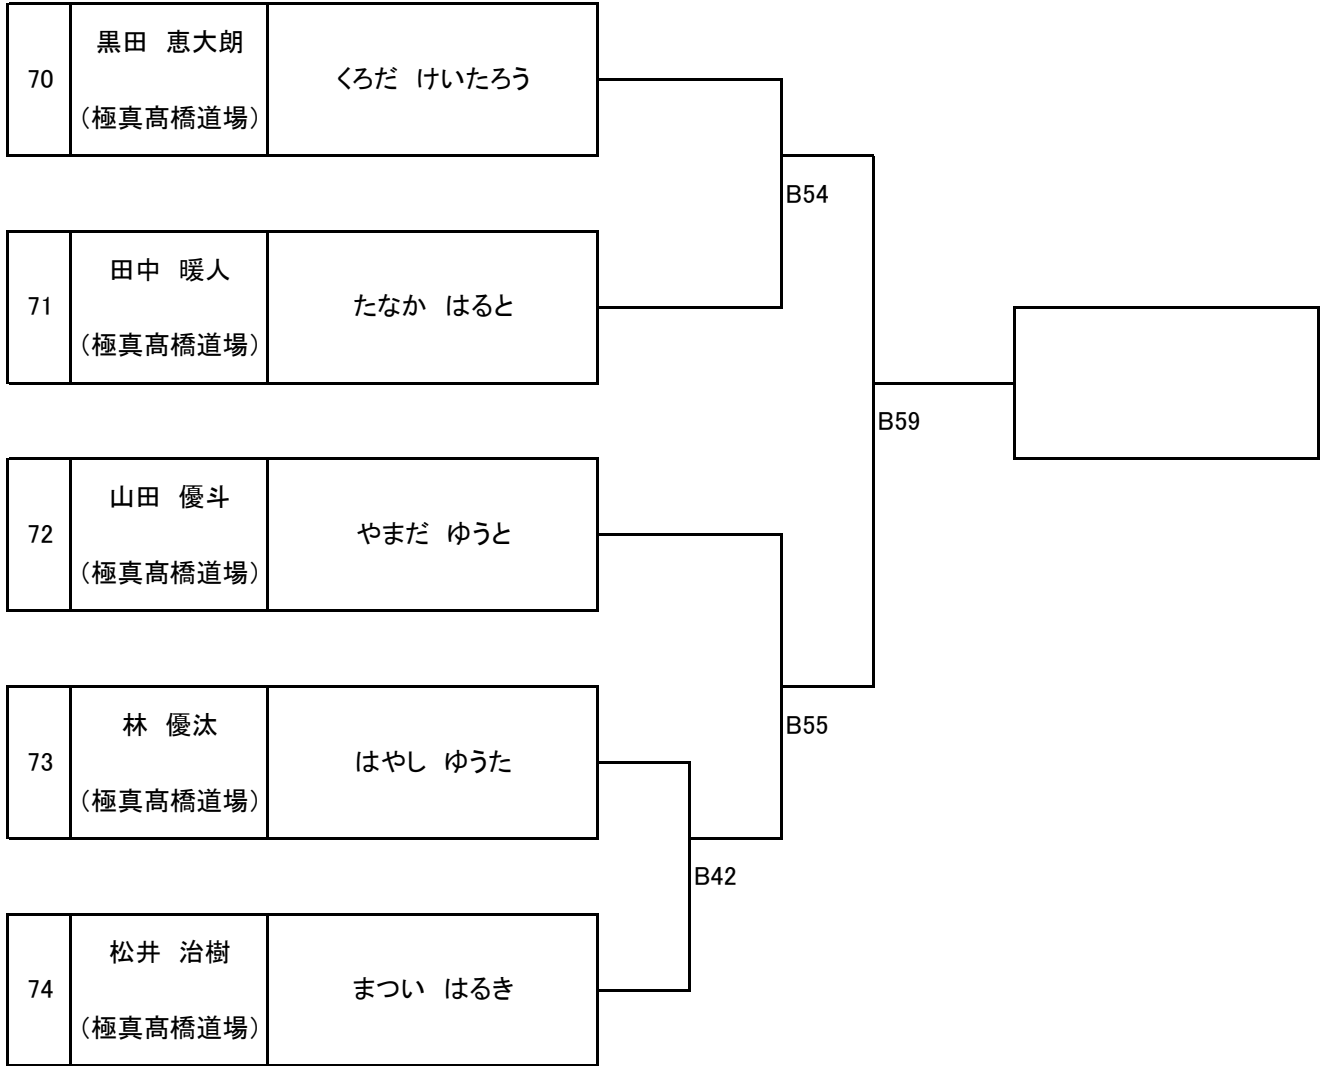 70
黒田　恵大朗
（極真髙橋道場）
くろだ　けいたろう
B54
71
田中　暖人
（極真髙橋道場）
たなか　はると
B59
72
山田　優斗
（極真髙橋道場）
やまだ　ゆうと
73
林　優汰
（極真髙橋道場）
はやし　ゆうた
B55
B42
74
松井　治樹
（極真髙橋道場）
まつい　はるき